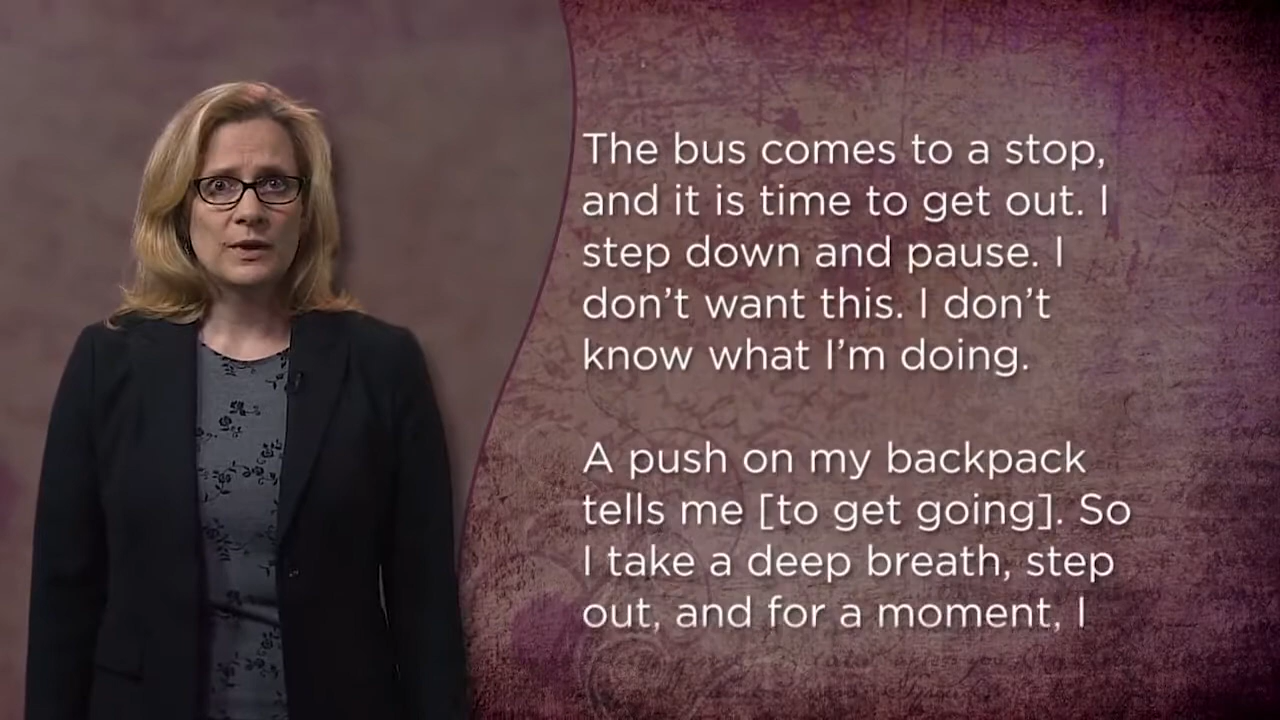 The bus comes to a stop,
and it is time to get out. I
step down and pause. I
don’t want this. I don’t
know what I’m doing.
A push on my backpack
tells me [to get going]. So
I take a deep breath, step
out, and for a moment, I